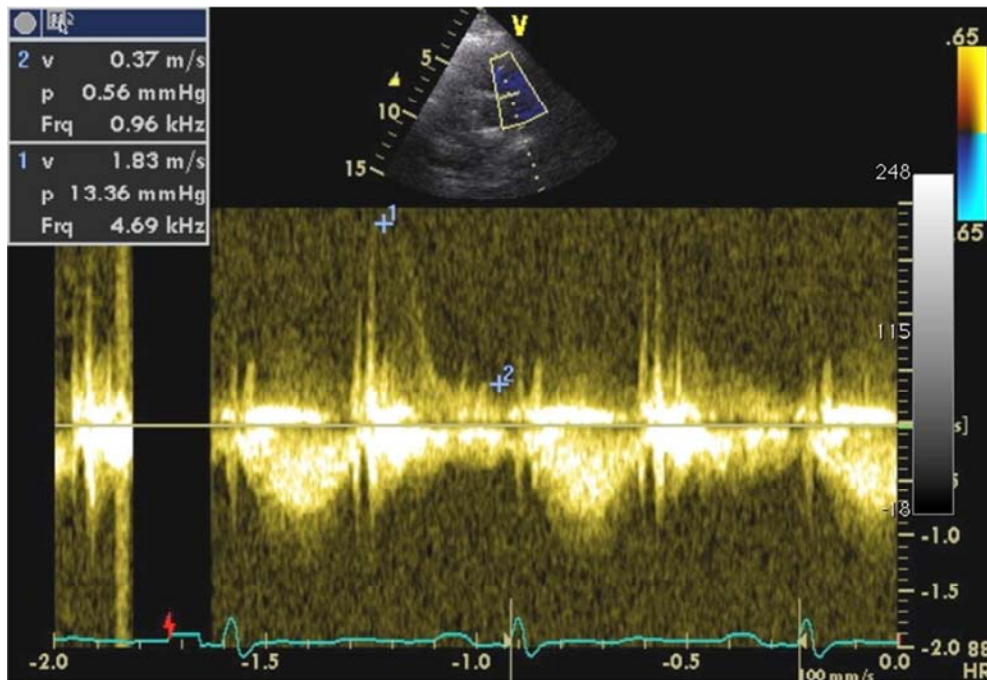 2 v 0.37 m/s
p 0.56 mmHg
Frq 0.96 kHz
1 v 1.83 m/s
p 13.36 mmHg
Frq 4.69 kHz
V
5
10
15
.65
.65
248
115
-18
1
2
s]
-1.0
-1.5
-2.0
-2.0 -1.5 -1.0 -0.5 0.0
100 mm/s
88
HR